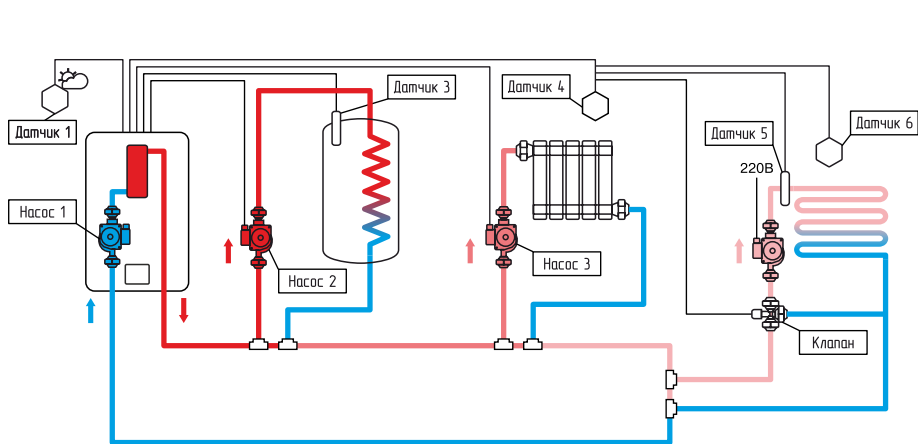 Датчик 3
Датчик 4
Датчик 1
Датчик 5
Датчик 6
220В
Насос 1
Насос 2
Насос 3
Клапан